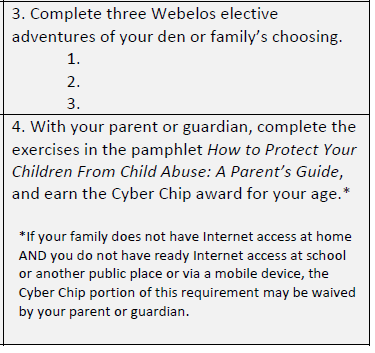 3. Complete three Webelos elective
adventures of your den or family’s choosing.
1.
2.
3.
4. With your parent or guardian, complete the
exercises in the pamphlet How to Protect Your
Children From Child Abuse: A Parent’s Guide,
and earn the Cyber Chip award for your age.*
*If your family does not have Internet access at home
AND you do not have ready Internet access at school
or another public place or via a mobile device, the
Cyber Chip portion of this requirement may be waived
by your parent or guardian.